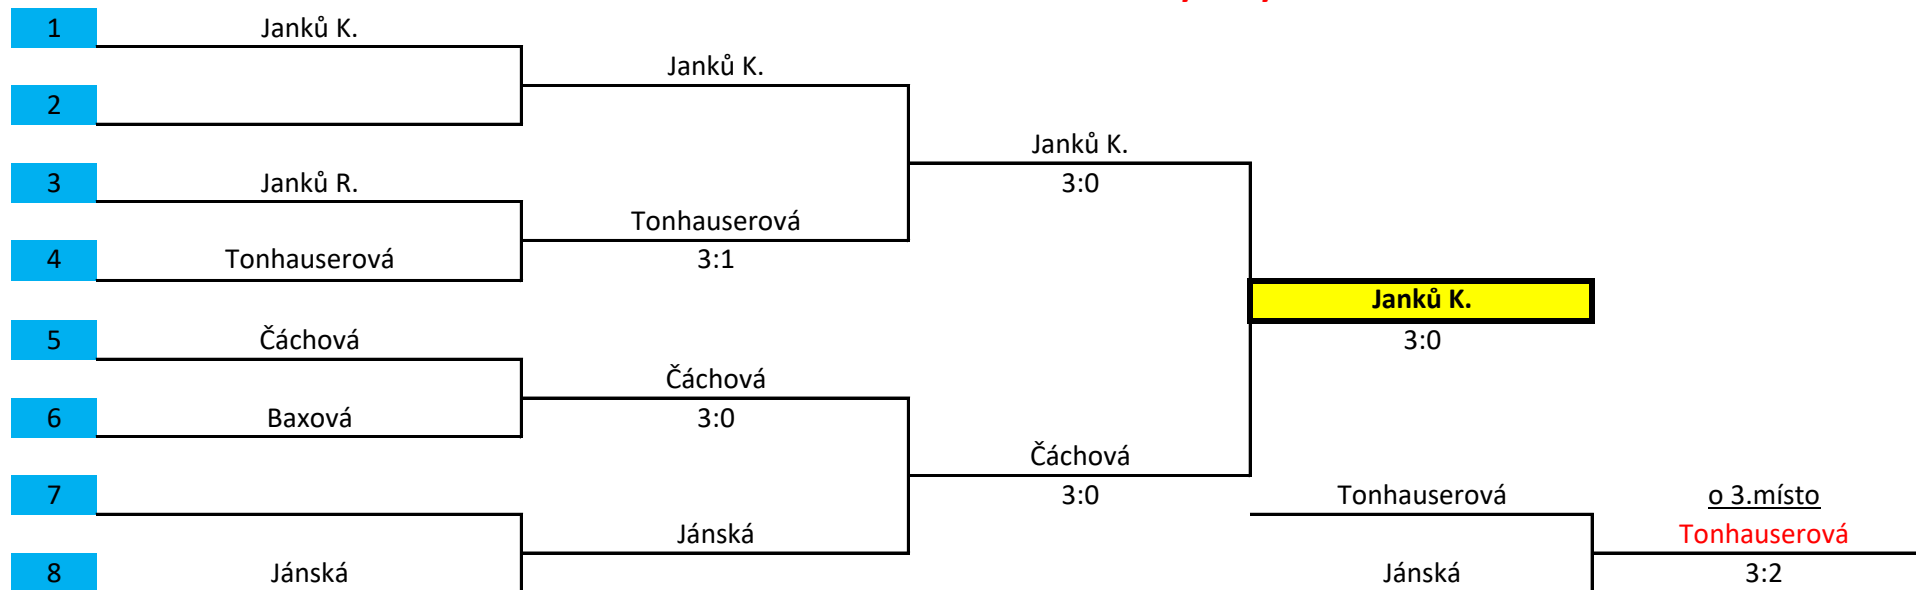 1 Janků K.
Janků K.
2
Janků K.
3 Janků R. 3:0
Tonhauserová
4 Tonhauserová 3:1
Janků K.
5 Čáchová 3:0
Čáchová
6 Baxová 3:0
Čáchová
7 3:0 Tonhauserová o 3.místo
Jánská Tonhauserová
8 Jánská Jánská 3:2